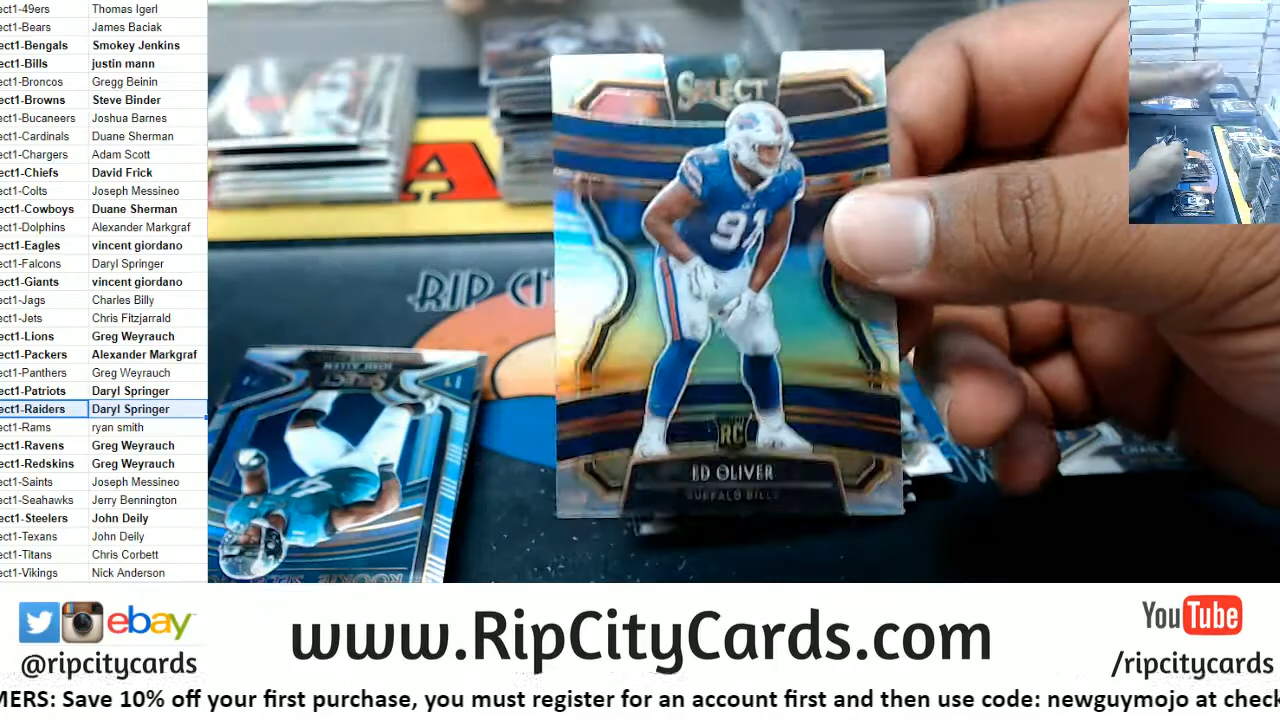 ect1-49ers Thomas Igerl
ect1-Bears James Baciak
ect1-Bengals Smokey Jenkins
ect1-Bills justin mann
ect1-Broncos Gregg Beinin
ect1-Browns Steve Binder
ect1-Bucaneers Joshua Barnes
ect1-Cardinals Duane Sherman
ect1-Chargers Adam Scott
ect1-Chiefs David Frick
ect1-Colts Joseph Messineo
ect1-Cowboys Duane Sherman
ect1-Dolphins Alexander Markgraf
ect1-Eagles vincent giordano
ect1-Falcons Daryl Springer
ect1-Giants vincent giordano
ect1-Jags Charles Billy
ect1-Jets Chris Fitzjarrald
ect1-Lions Greg Weyrauch
ect1-Packers Alexander Markgraf
ect1-Panthers Greg Weyrauch
ect1-Patriots Daryl Springer
ect1-Raiders Daryl Springer
ect1-Rams ryan smith
ect1-Ravens Greg Weyrauch
ect1-Redskins Greg Weyrauch
ect1-Saints Joseph Messineo
ect1-Seahawks Jerry Bennington
ect1-Steelers John Deily
ect1-Texans John Deily
ect1-Titans Chris Corbett
ect1-Vikings Nick Anderson
SELECT
91
RC
ED OLIVER
BUFFALO BILLS
RIP CI
SELECT
JOSH ALLEN
ROOKIE
ebay
@ripcitycards
www.RipCityCards.com
YouTube
/ripcitycards
MERS: Save 10% off your first purchase, you must register for an account first and then use code: newguymojo at check